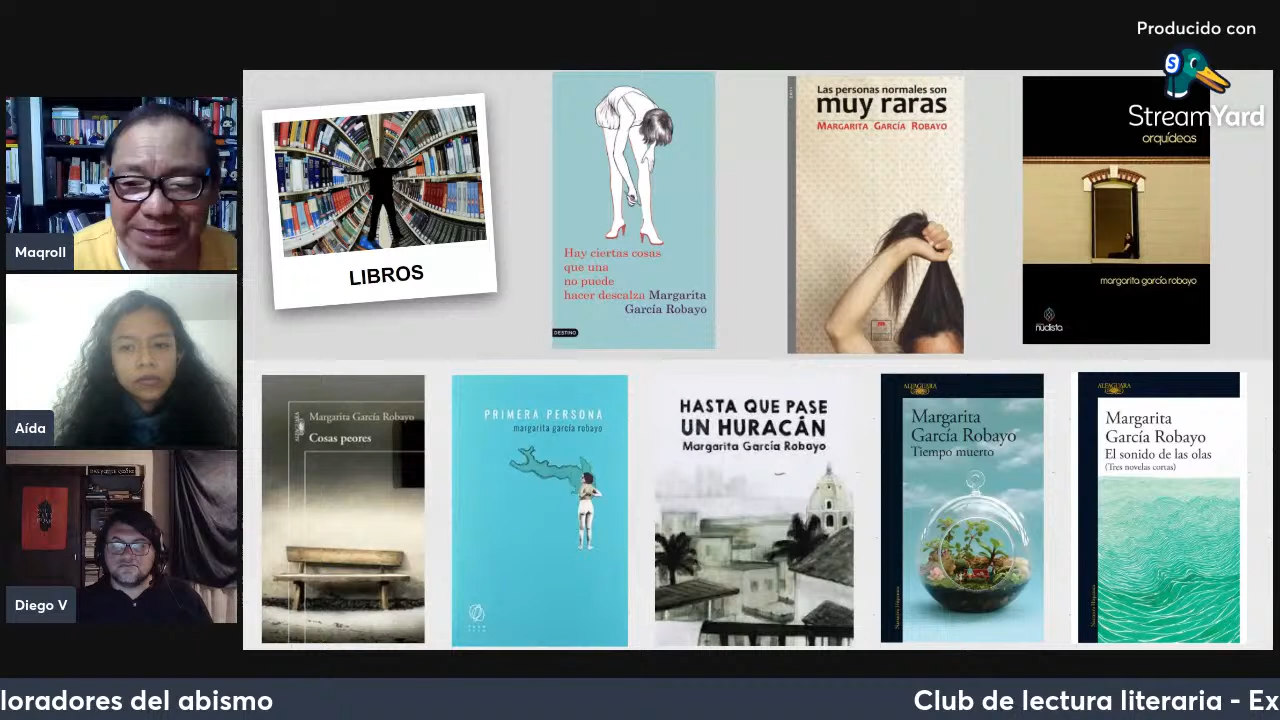 Producido con
StreamYard
Maqroll
Aída
Diego V
LIBROS
Hay ciertas cosas
que una
no puede
hacer descalza Margarita
García Robayo
DESTINO
Las personas normales son
muy raras
MARGARITA GARCÍA ROBAYO
orquídeas
margarita garcía robayo
nudista
Margarita García Robayo
Cosas peores
PRIMERA PERSONA
margarita garcía robayo
HASTA QUE PASE
UN HURACÁN
Margarita García Robayo
ALFAGUARA
Margarita
García Robayo
Tiempo muerto
ALFAGUARA
Margarita
García Robayo
El sonido de las olas
(Tres novelas cortas)
loradores del abismo
Club de lectura literaria - Ex